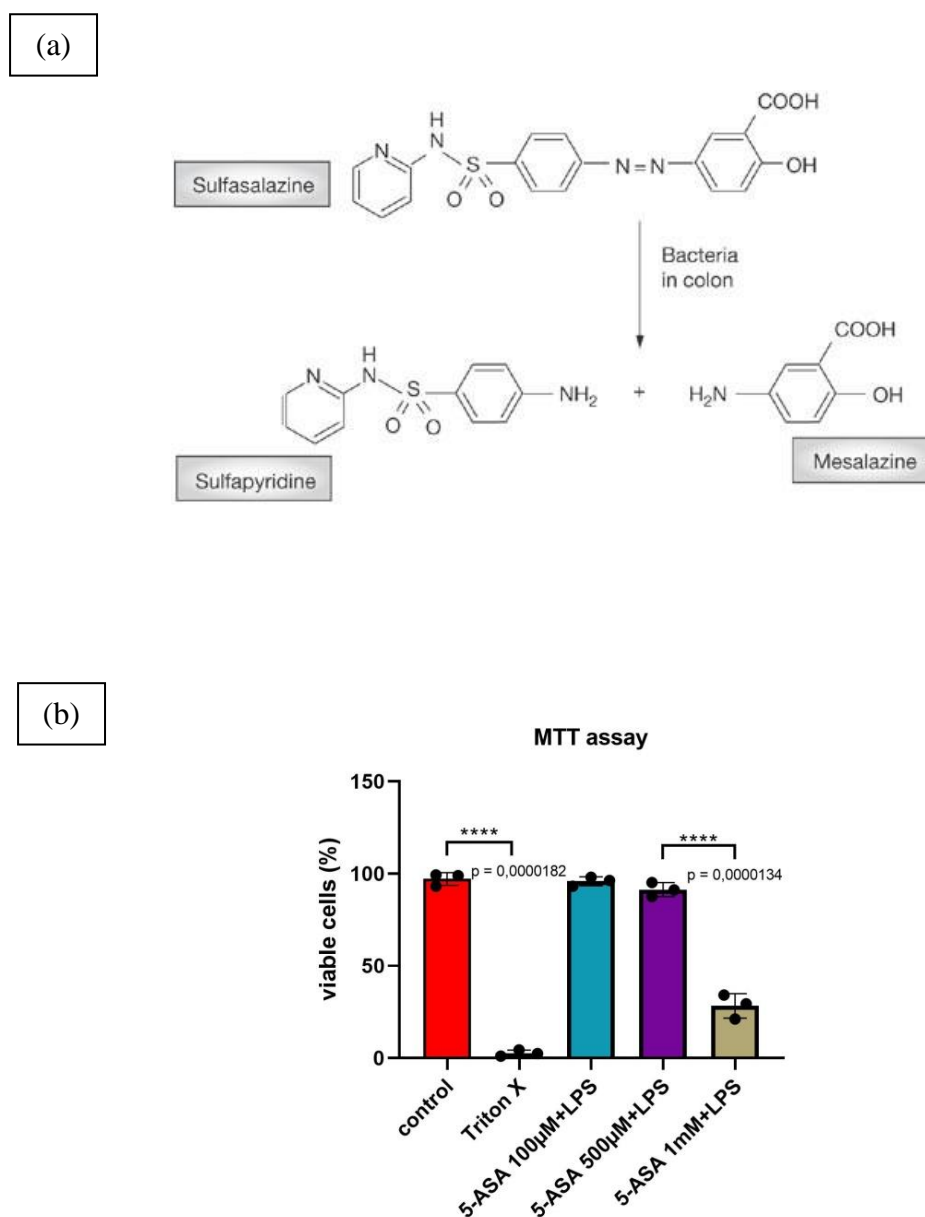 (a)
COOH
H
N
N
S
O
O
N=N
OH
Sulfasalazine
Bacteria
in colon
COOH
H
N
N
S
O
O
NH₂
+
H₂N
OH
Sulfapyridine
Mesalazine
(b)
MTT assay
viable cells (%)
150
100
50
0
****
p = 0,0000182
****
p = 0,0000134
control
Triton X
5-ASA 100µM+LPS
5-ASA 500µM+LPS
5-ASA 1mM+LPS